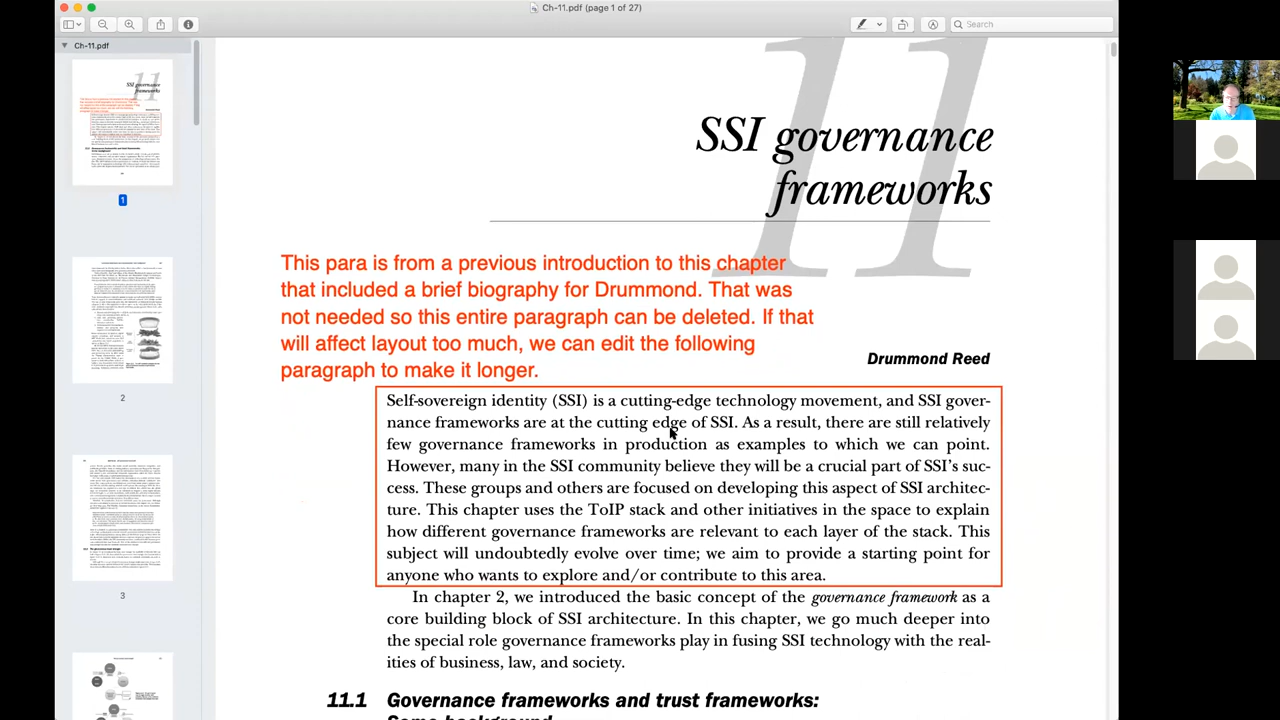 Ch-11.pdf (page 1 of 27)
Search
Ch-11.pdf
1
2
3
11
SSI governance
frameworks
This para is from a previous introduction to this chapter
that included a brief biography for Drummond. That was
not needed so this entire paragraph can be deleted. If that
will affect layout too much, we can edit the following
paragraph to make it longer.
Drummond Reed
Self-sovereign identity (SSI) is a cutting-edge technology movement, and SSI gover-
nance frameworks are at the cutting edge of SSI. As a result, there are still relatively
few governance frameworks in production as examples to which we can point.
However, many in the SSI community believe they will be a crucial part of SSI's suc-
cess. These groups and others are focused on developing this aspect of SSI architec-
ture. This chapter uses the ToIP stack and other initiatives in the space to explain
how different governance frameworks are relevant to each layer of the stack. This
subject will undoubtedly evolve over time; we aim to provide a starting point for
anyone who wants to explore and/or contribute to this area.
In chapter 2, we introduced the basic concept of the governance framework as a
core building block of SSI architecture. In this chapter, we go much deeper into
the special role governance frameworks play in fusing SSI technology with the real-
ities of business, law, and society.
11.1 Governance frameworks and trust frameworks:
Some background